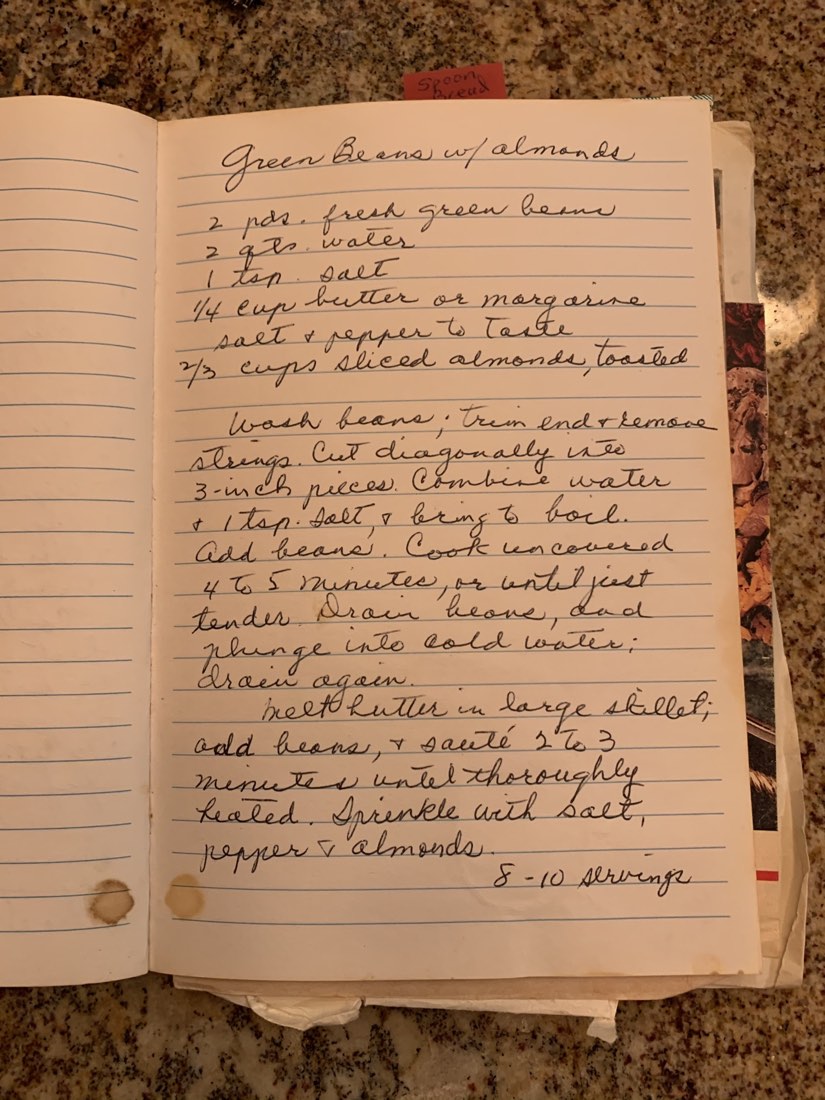 Spoon
Bread
Green Beans w/ almonds
2 pds. fresh green beans
2 qts. water
1 tsp. salt
1/4 cup butter or margarine
salt & pepper to taste
2/3 cups sliced almonds, toasted
Wash beans; trim end & remove
strings. Cut diagonally into
3-inch pieces. Combine water
& 1 tsp. salt, & bring to boil.
Add beans. Cook uncovered
4 to 5 minutes, or until just
tender. Drain beans, and
plunge into cold water;
drain again.
Melt butter in large skillet;
add beans, & sauté 2 to 3
minutes until thoroughly
heated. Sprinkle with salt,
pepper & almonds.
8-10 servings